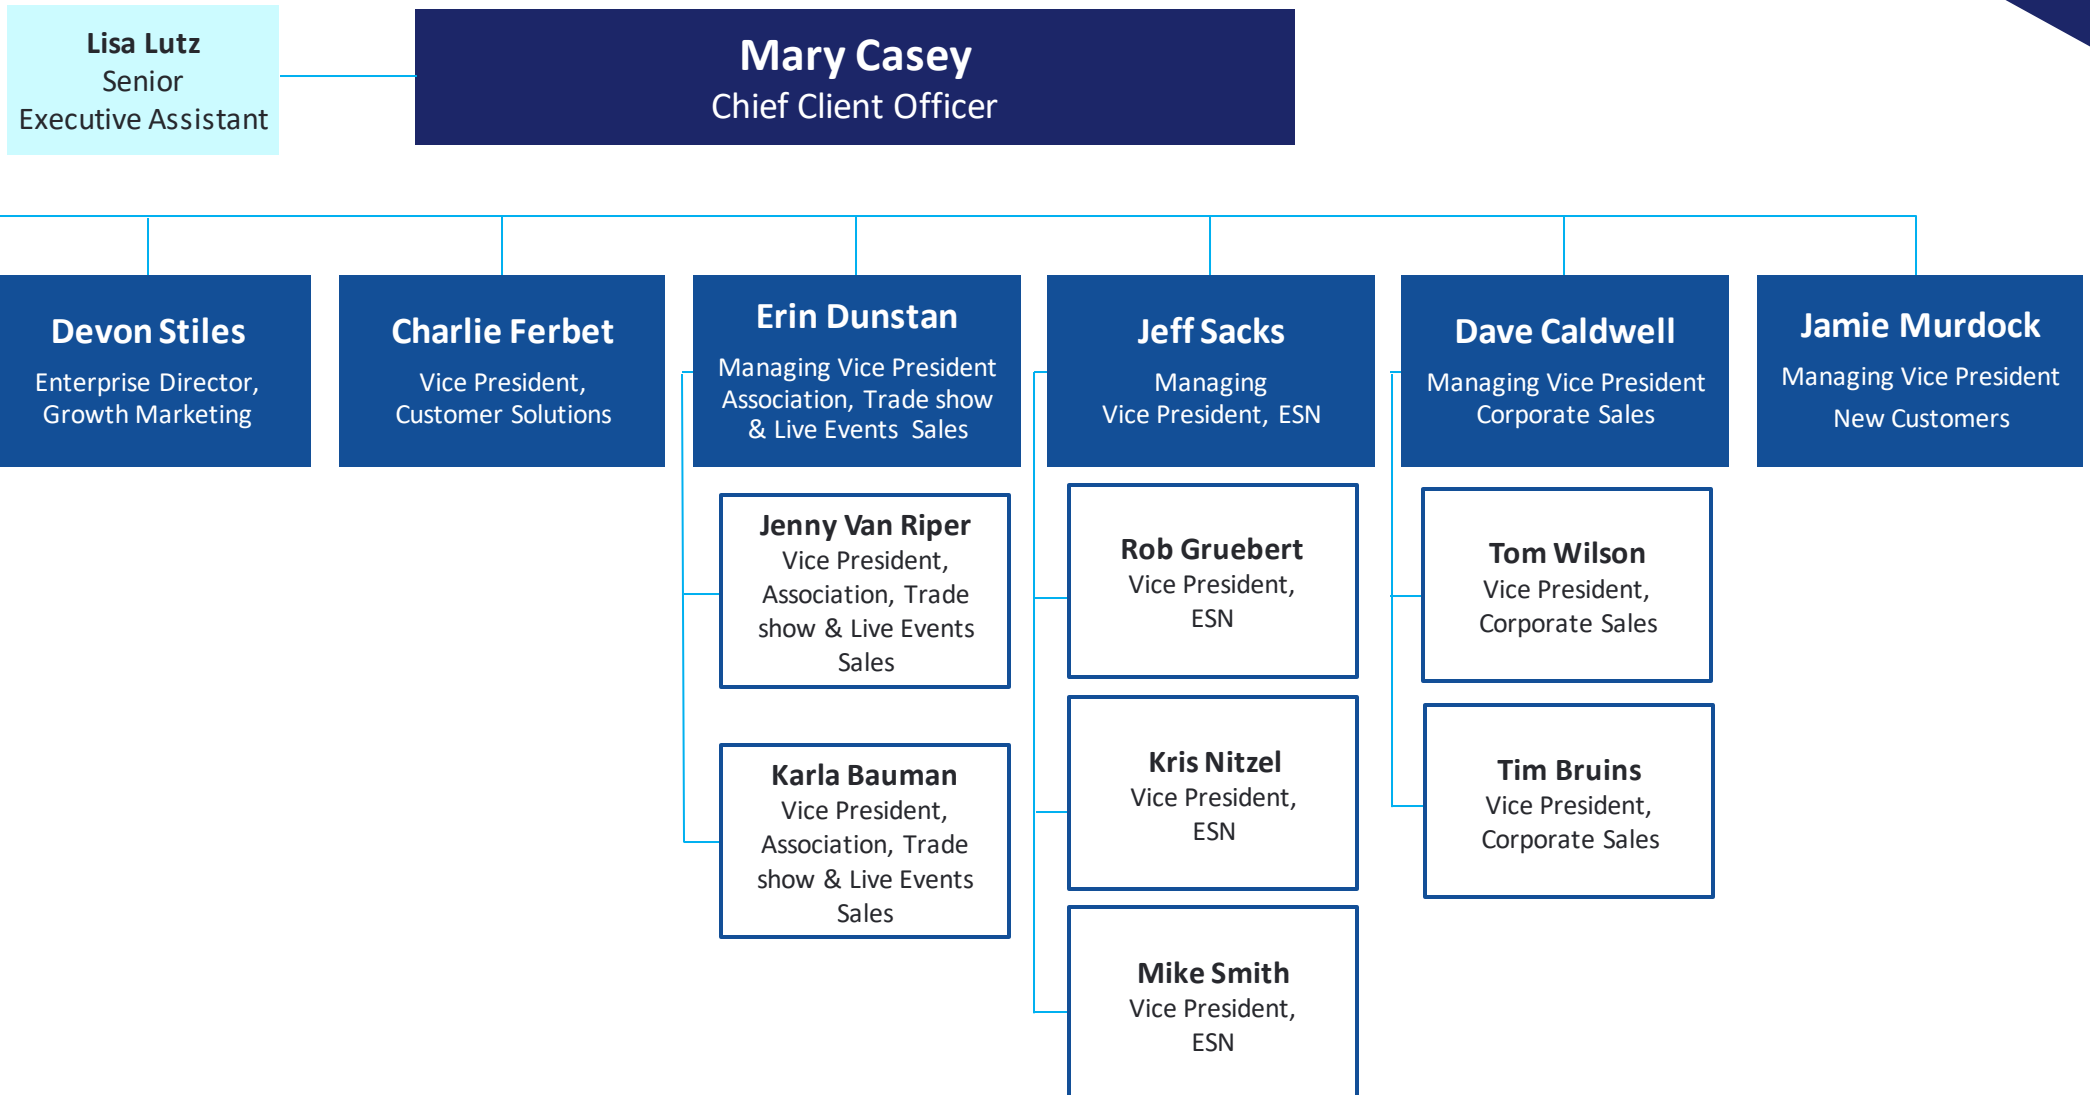 Lisa Lutz
Senior
Executive Assistant
Mary Casey
Chief Client Officer
Devon Stiles
Enterprise Director,
Growth Marketing
Charlie Ferbet
Vice President,
Customer Solutions
Erin Dunstan
Managing Vice President
Association, Trade show
& Live Events Sales
Jeff Sacks
Managing
Vice President, ESN
Dave Caldwell
Managing Vice President
Corporate Sales
Jamie Murdock
Managing Vice President
New Customers
Jenny Van Riper
Vice President,
Association, Trade
show & Live Events
Sales
Karla Bauman
Vice President,
Association, Trade
show & Live Events
Sales
Rob Gruebert
Vice President,
ESN
Kris Nitzel
Vice President,
ESN
Mike Smith
Vice President,
ESN
Tom Wilson
Vice President,
Corporate Sales
Tim Bruins
Vice President,
Corporate Sales